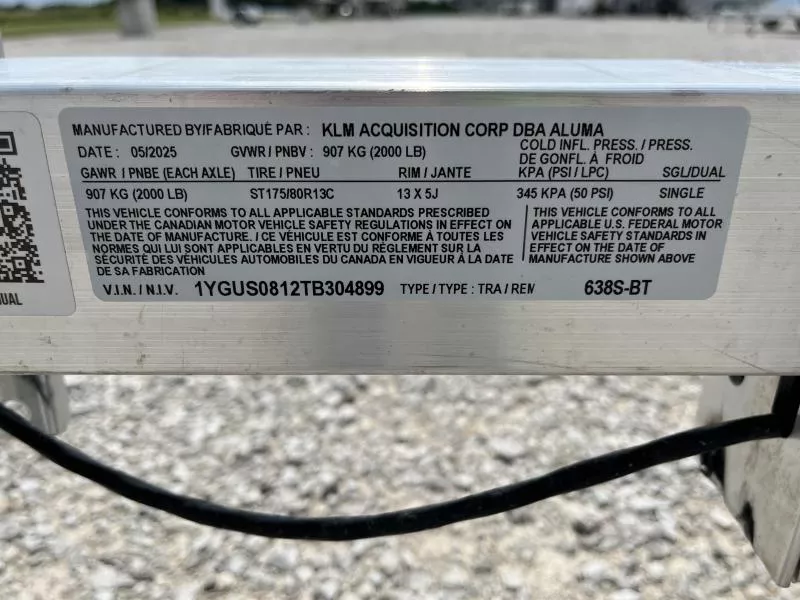 MANUFACTURED BY/FABRIQUÉ PAR : KLM ACQUISITION CORP DBA ALUMA
DATE : 05/2025 GVWR / PNBV : 907 KG (2000 LB) COLD INFL. PRESS. / PRESS.
DE GONFL. À FROID
GAWR / PNBE (EACH AXLE) TIRE / PNEU RIM / JANTE KPA (PSI / LPC) SGL/DUAL
907 KG (2000 LB) ST175/80R13C 13 X 5J 345 KPA (50 PSI) SINGLE
THIS VEHICLE CONFORMS TO ALL APPLICABLE STANDARDS PRESCRIBED
UNDER THE CANADIAN MOTOR VEHICLE SAFETY REGULATIONS IN EFFECT ON
THE DATE OF MANUFACTURE. / CE VÉHICULE EST CONFORME À TOUTES LES
NORMES QUI LUI SONT APPLICABLES EN VERTU DU RÉGLEMENT SUR LA
SÉCURITÉ DES VÉHICLES AUTOMOBILES DU CANADA EN VIGUEUR À LA DATE
DE SA FABRICATION
THIS VEHICLE CONFORMS TO ALL
APPLICABLE U.S. FEDERAL MOTOR
VEHICLE SAFETY STANDARDS IN
EFFECT ON THE DATE OF
MANUFACTURE SHOWN ABOVE
V.I.N. / N.I.V. 1YGUS0812TB304899 TYPE / TYPE : TRA / REM 638S-BT
UAL